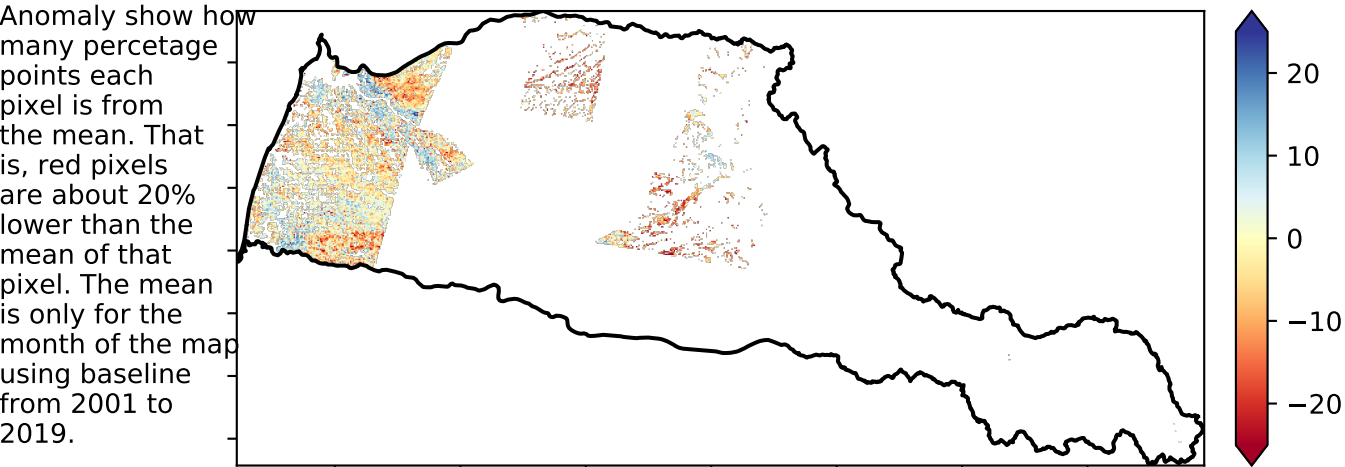 Anomaly show how
many percetage
points each
pixel is from
the mean. That
is, red pixels
are about 20%
lower than the
mean of that
pixel. The mean
is only for the
month of the map
using baseline
from 2001 to
2019.
20
10
0
−10
−20